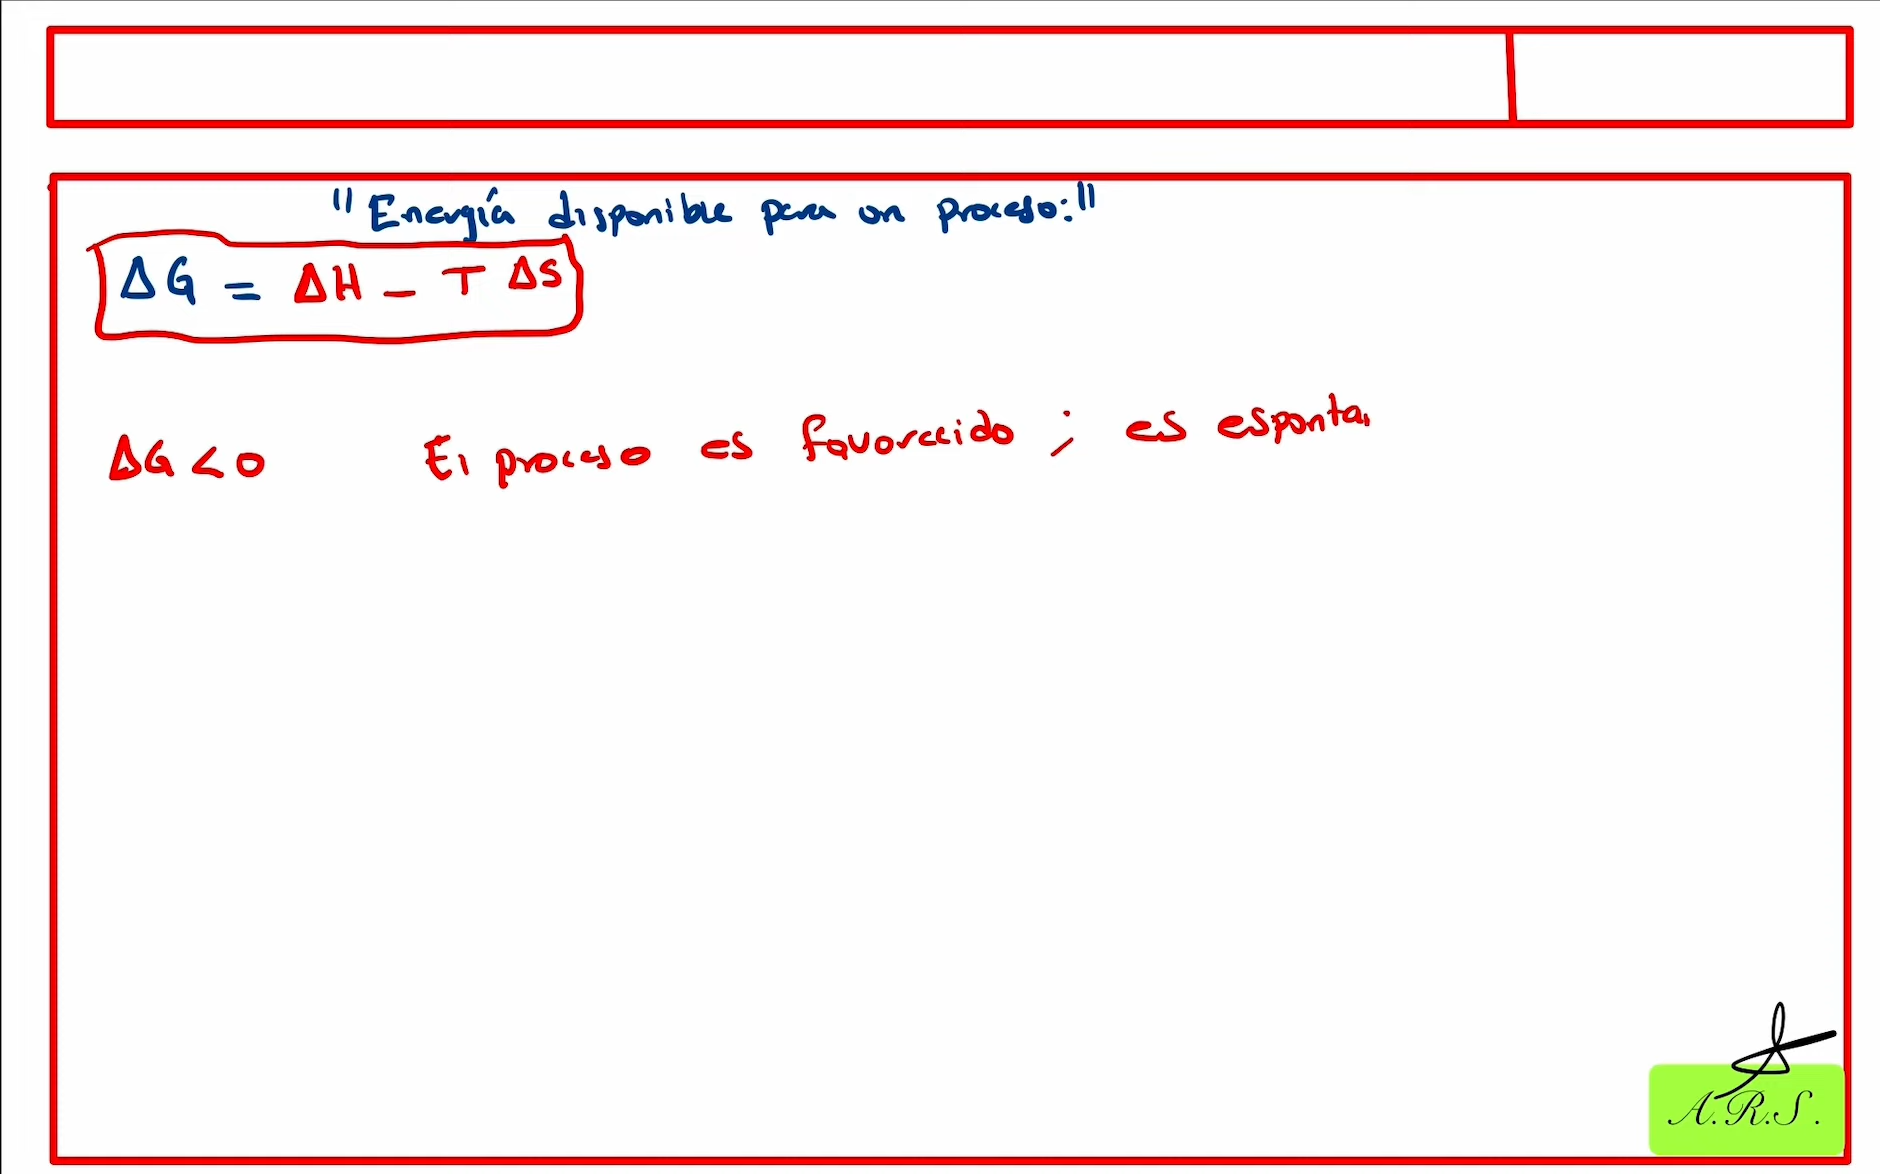 "Energía disponible para un proceso:"
ΔG = ΔH - T ΔS
ΔG < 0 El proceso es favorecido ; es esponta
A.R.S.